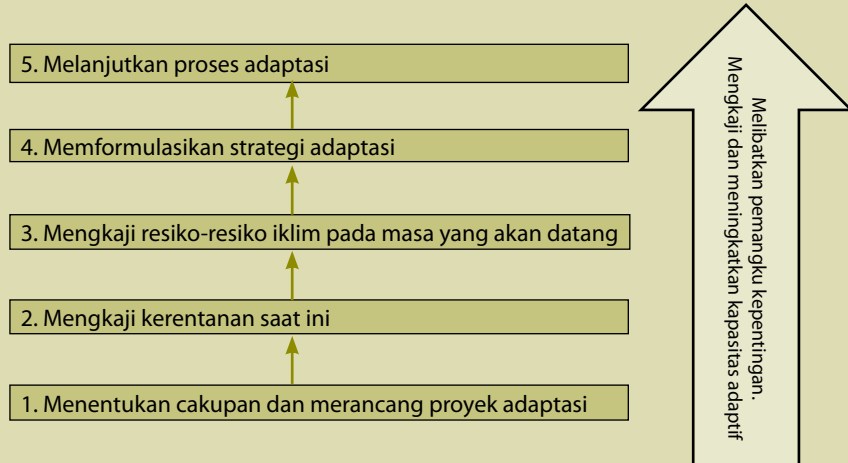 5. Melanjutkan proses adaptasi
4. Memformulasikan strategi adaptasi
3. Mengkaji resiko-resiko iklim pada masa yang akan datang
2. Mengkaji kerentanan saat ini
1. Menentukan cakupan dan merancang proyek adaptasi
Melibatkan pemangku kepentingan.
Mengkaji dan meningkatkan kapasitas adaptif